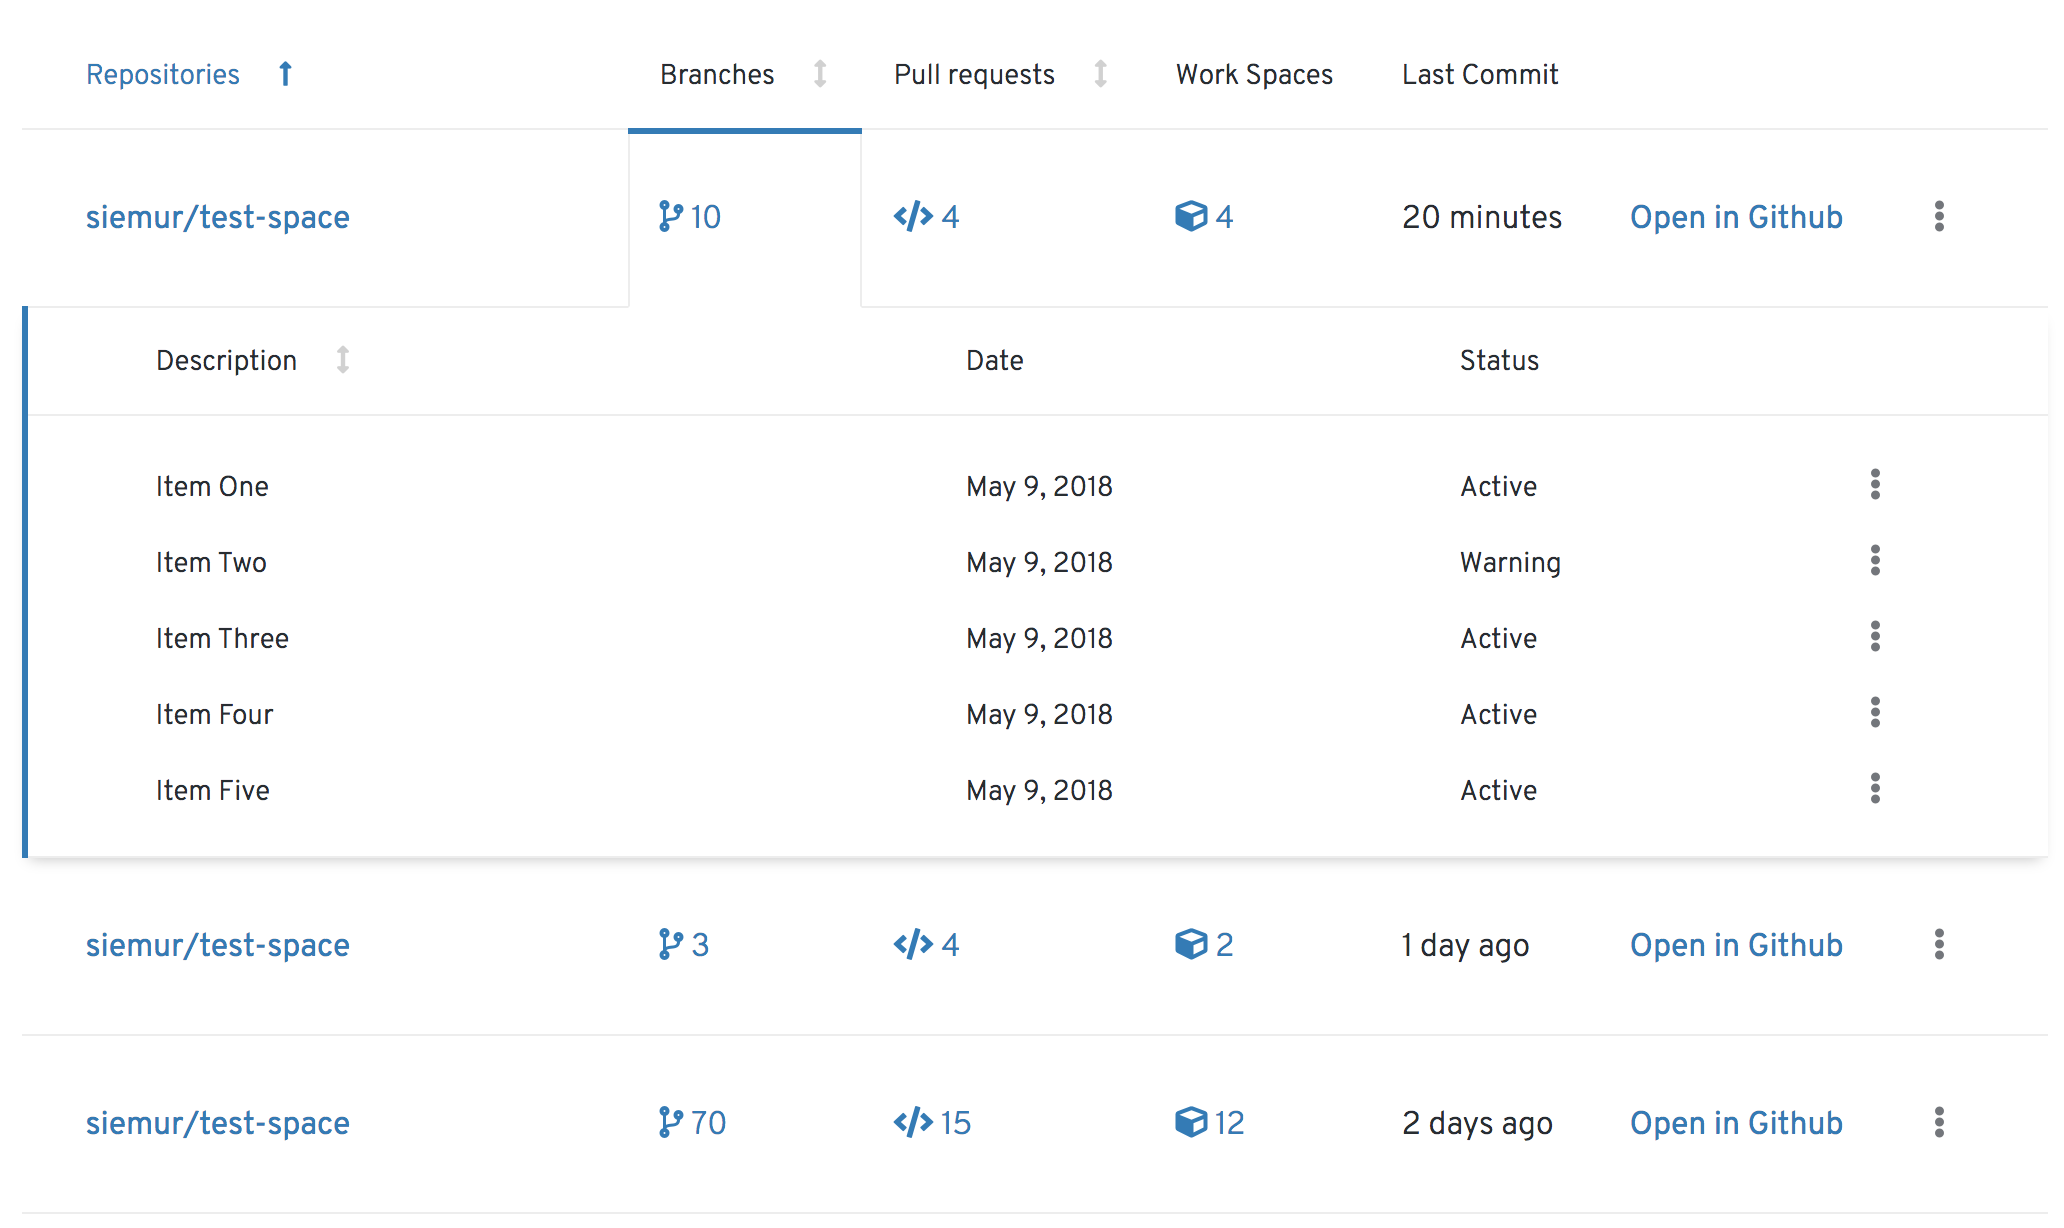 Repositories Branches Pull requests Work Spaces Last Commit
siemur/test-space 10 4 4 20 minutes Open in Github
Description Date Status
Item One May 9, 2018 Active
Item Two May 9, 2018 Warning
Item Three May 9, 2018 Active
Item Four May 9, 2018 Active
Item Five May 9, 2018 Active
siemur/test-space 3 4 2 1 day ago Open in Github
siemur/test-space 70 15 12 2 days ago Open in Github